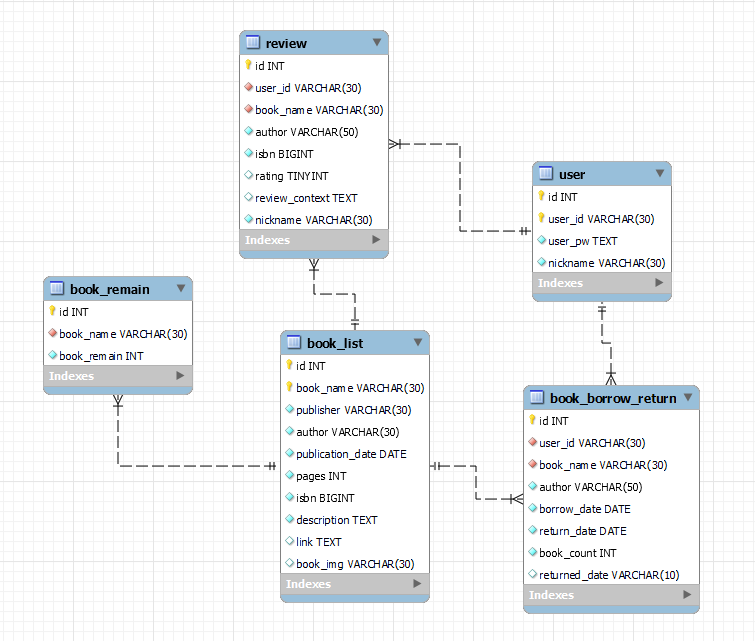 review
id INT
user_id VARCHAR(30)
book_name VARCHAR(30)
author VARCHAR(50)
isbn BIGINT
rating TINYINT
review_context TEXT
nickname VARCHAR(30)
Indexes
user
id INT
user_id VARCHAR(30)
user_pw TEXT
nickname VARCHAR(30)
Indexes
book_remain
id INT
book_name VARCHAR(30)
book_remain INT
Indexes
book_list
id INT
book_name VARCHAR(30)
publisher VARCHAR(30)
author VARCHAR(30)
publication_date DATE
pages INT
isbn BIGINT
description TEXT
link TEXT
book_img VARCHAR(30)
Indexes
book_borrow_return
id INT
user_id VARCHAR(30)
book_name VARCHAR(30)
author VARCHAR(50)
borrow_date DATE
return_date DATE
book_count INT
returned_date VARCHAR(10)
Indexes